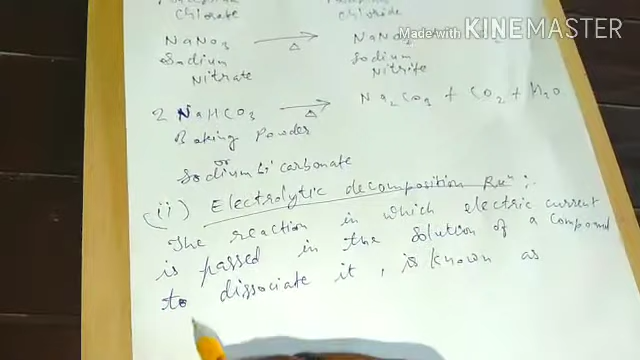 Chlorate Chloride
Made with KINEMASTER
NaNO3 → Δ
Sodium Sodium
Nitrate Nitrite
2 NaHCO3 → Δ Na2CO3 + CO2 + H2O
Baking Powder
or
Sodium bi carbonate
(ii) Electrolytic decomposition Rxn :-
The reaction in which electric current
is passed in the solution of a compound
to dissociate it, is known as